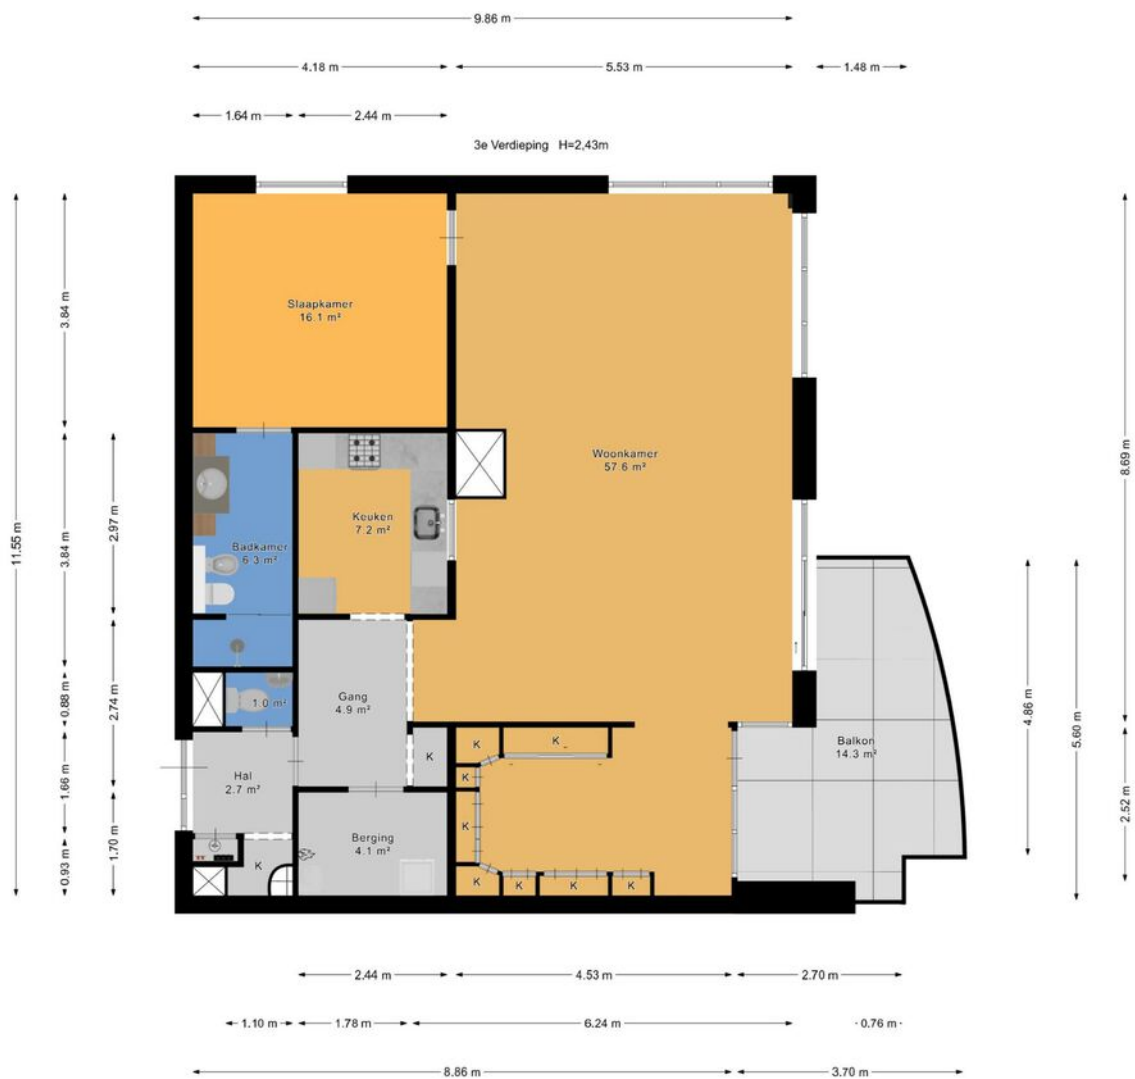 9.86 m
4.18 m
5.53 m
1.48 m
1.64 m
2.44 m
3e Verdieping H=2,43m
11.55 m
3.84 m
3.84 m
0.88 m
1.66 m
0.93 m
2.97 m
2.74 m
1.70 m
Slaapkamer
16.1 m²
Woonkamer
57.6 m²
Keuken
7.2 m²
Badkamer
6.3 m²
1.0 m²
Gang
4.9 m²
Hal
2.7 m²
Berging
4.1 m²
Balkon
14.3 m²
K
K
K
K
K
K
K
K
K
K
4.86 m
5.60 m
8.69 m
2.52 m
2.44 m
4.53 m
2.70 m
1.10 m
1.78 m
6.24 m
0.76 m
8.86 m
3.70 m